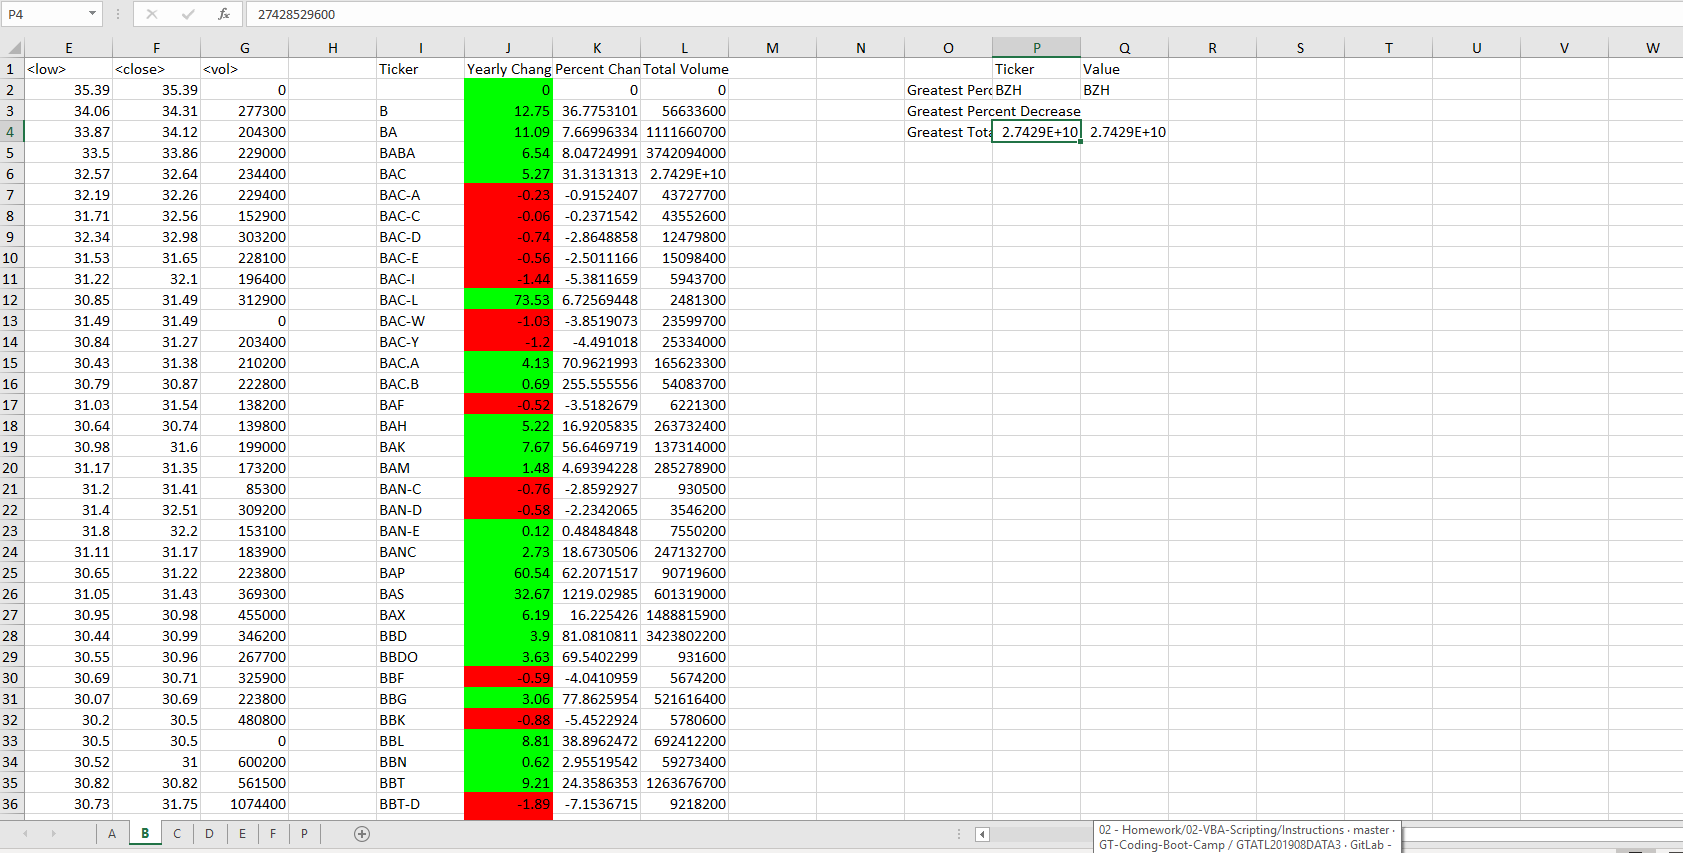 P4 27428529600
E F G H I J K L M N O P Q R S T U V W
1 <low> <close> <vol> Ticker Yearly Chang Percent Chan Total Volume Ticker Value
2 35.39 35.39 0 0 0 0 Greatest Perc BZH BZH
3 34.06 34.31 277300 B 12.75 36.7753101 56633600 Greatest Percent Decrease
4 33.87 34.12 204300 BA 11.09 7.66996334 1111660700 Greatest Tota 2.7429E+10 2.7429E+10
5 33.5 33.86 229000 BABA 6.54 8.04724991 3742094000
6 32.57 32.64 234400 BAC 5.27 31.3131313 2.7429E+10
7 32.19 32.26 229400 BAC-A -0.23 -0.9152407 43727700
8 31.71 32.56 152900 BAC-C -0.06 -0.2371542 43552600
9 32.34 32.98 303200 BAC-D -0.74 -2.8648858 12479800
10 31.53 31.65 228100 BAC-E -0.56 -2.5011166 15098400
11 31.22 32.1 196400 BAC-I -1.44 -5.3811659 5943700
12 30.85 31.49 312900 BAC-L 73.53 6.72569448 2481300
13 31.49 31.49 0 BAC-W -1.03 -3.8519073 23599700
14 30.84 31.27 203400 BAC-Y -1.2 -4.491018 25334000
15 30.43 31.38 210200 BAC.A 4.13 70.9621993 165623300
16 30.79 30.87 222800 BAC.B 0.69 255.555556 54083700
17 31.03 31.54 138200 BAF -0.52 -3.5182679 6221300
18 30.64 30.74 139800 BAH 5.22 16.9205835 263732400
19 30.98 31.6 199000 BAK 7.67 56.6469719 137314000
20 31.17 31.35 173200 BAM 1.48 4.69394228 285278900
21 31.2 31.41 85300 BAN-C -0.76 -2.8592927 930500
22 31.4 32.51 309200 BAN-D -0.58 -2.2342065 3546200
23 31.8 32.2 153100 BAN-E 0.12 0.48484848 7550200
24 31.11 31.17 183900 BANC 2.73 18.6730506 247132700
25 30.65 31.22 223800 BAP 60.54 62.2071517 90719600
26 31.05 31.43 369300 BAS 32.67 1219.02985 601319000
27 30.95 30.98 455000 BAX 6.19 16.225426 1488815900
28 30.44 30.99 346200 BBD 3.9 81.0810811 3423802200
29 30.55 30.96 267700 BBDO 3.63 69.5402299 931600
30 30.69 30.71 325900 BBF -0.59 -4.0410959 5674200
31 30.07 30.69 223800 BBG 3.06 77.8625954 521616400
32 30.2 30.5 480800 BBK -0.88 -5.4522924 5780600
33 30.5 30.5 0 BBL 8.81 38.8962472 692412200
34 30.52 31 600200 BBN 0.62 2.95519542 59273400
35 30.82 30.82 561500 BBT 9.21 24.3586353 1263676700
36 30.73 31.75 1074400 BBT-D -1.89 -7.1536715 9218200
A B C D E F P
02 - Homework/02-VBA-Scripting/Instructions · master ·
GT-Coding-Boot-Camp / GTATL201908DATA3 · GitLab -